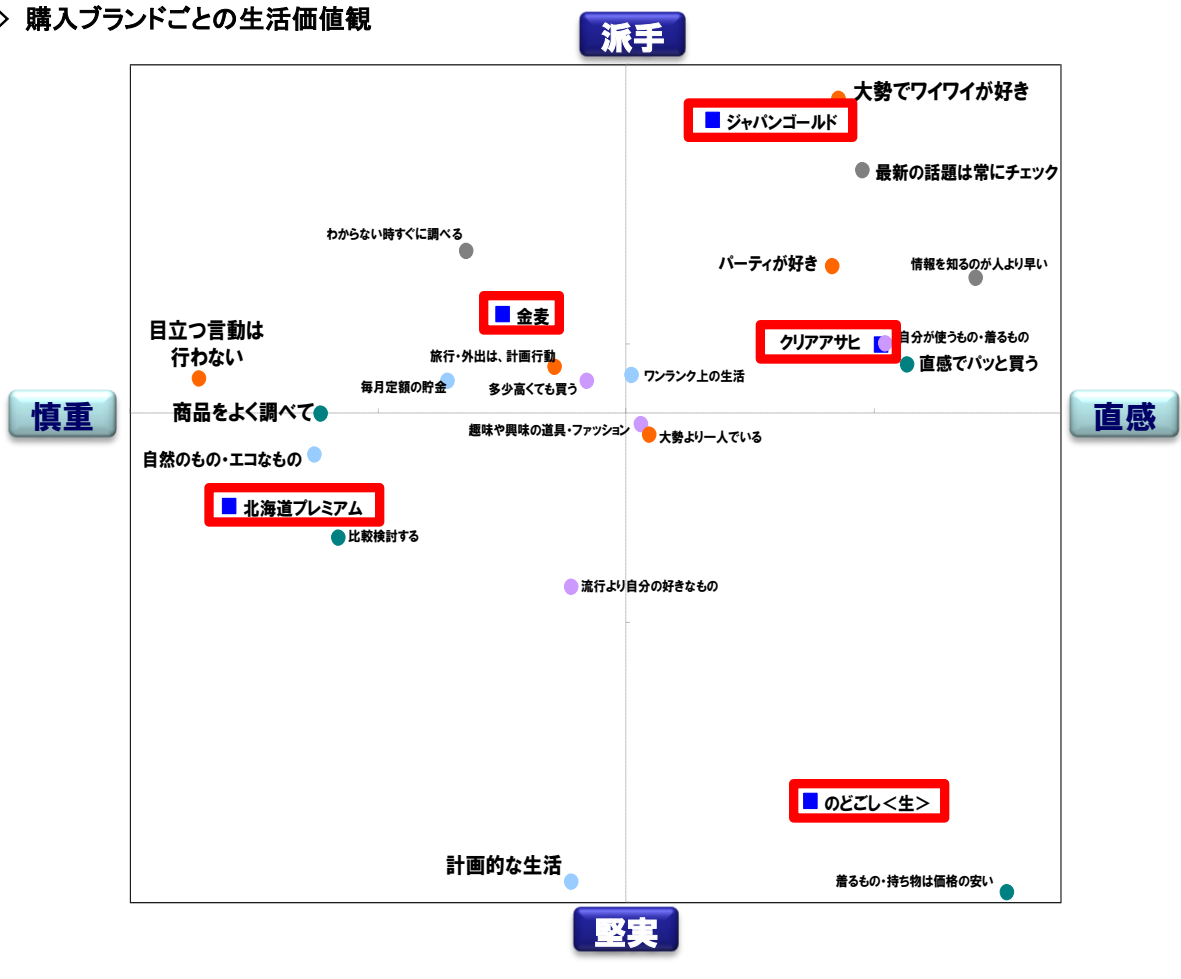 購入ブランドごとの生活価値観
派手
大勢でワイワイが好き
ジャパンゴールド
最新の話題は常にチェック
わからない時すぐに調べる
パーティが好き
情報を知るのが人より早い
金麦
目立つ言動は
行わない
クリアアサヒ
自分が使うもの・着るもの
旅行・外出は、計画行動
直感でパッと買う
毎月定額の貯金
多少高くても買う
ワンランク上の生活
慎重
商品をよく調べて
直感
趣味や興味の道具・ファッション
大勢より一人でいる
自然のもの・エコなもの
北海道プレミアム
比較検討する
流行より自分の好きなもの
のどごし＜生＞
計画的な生活
着るもの・持ち物は価格の安い
堅実